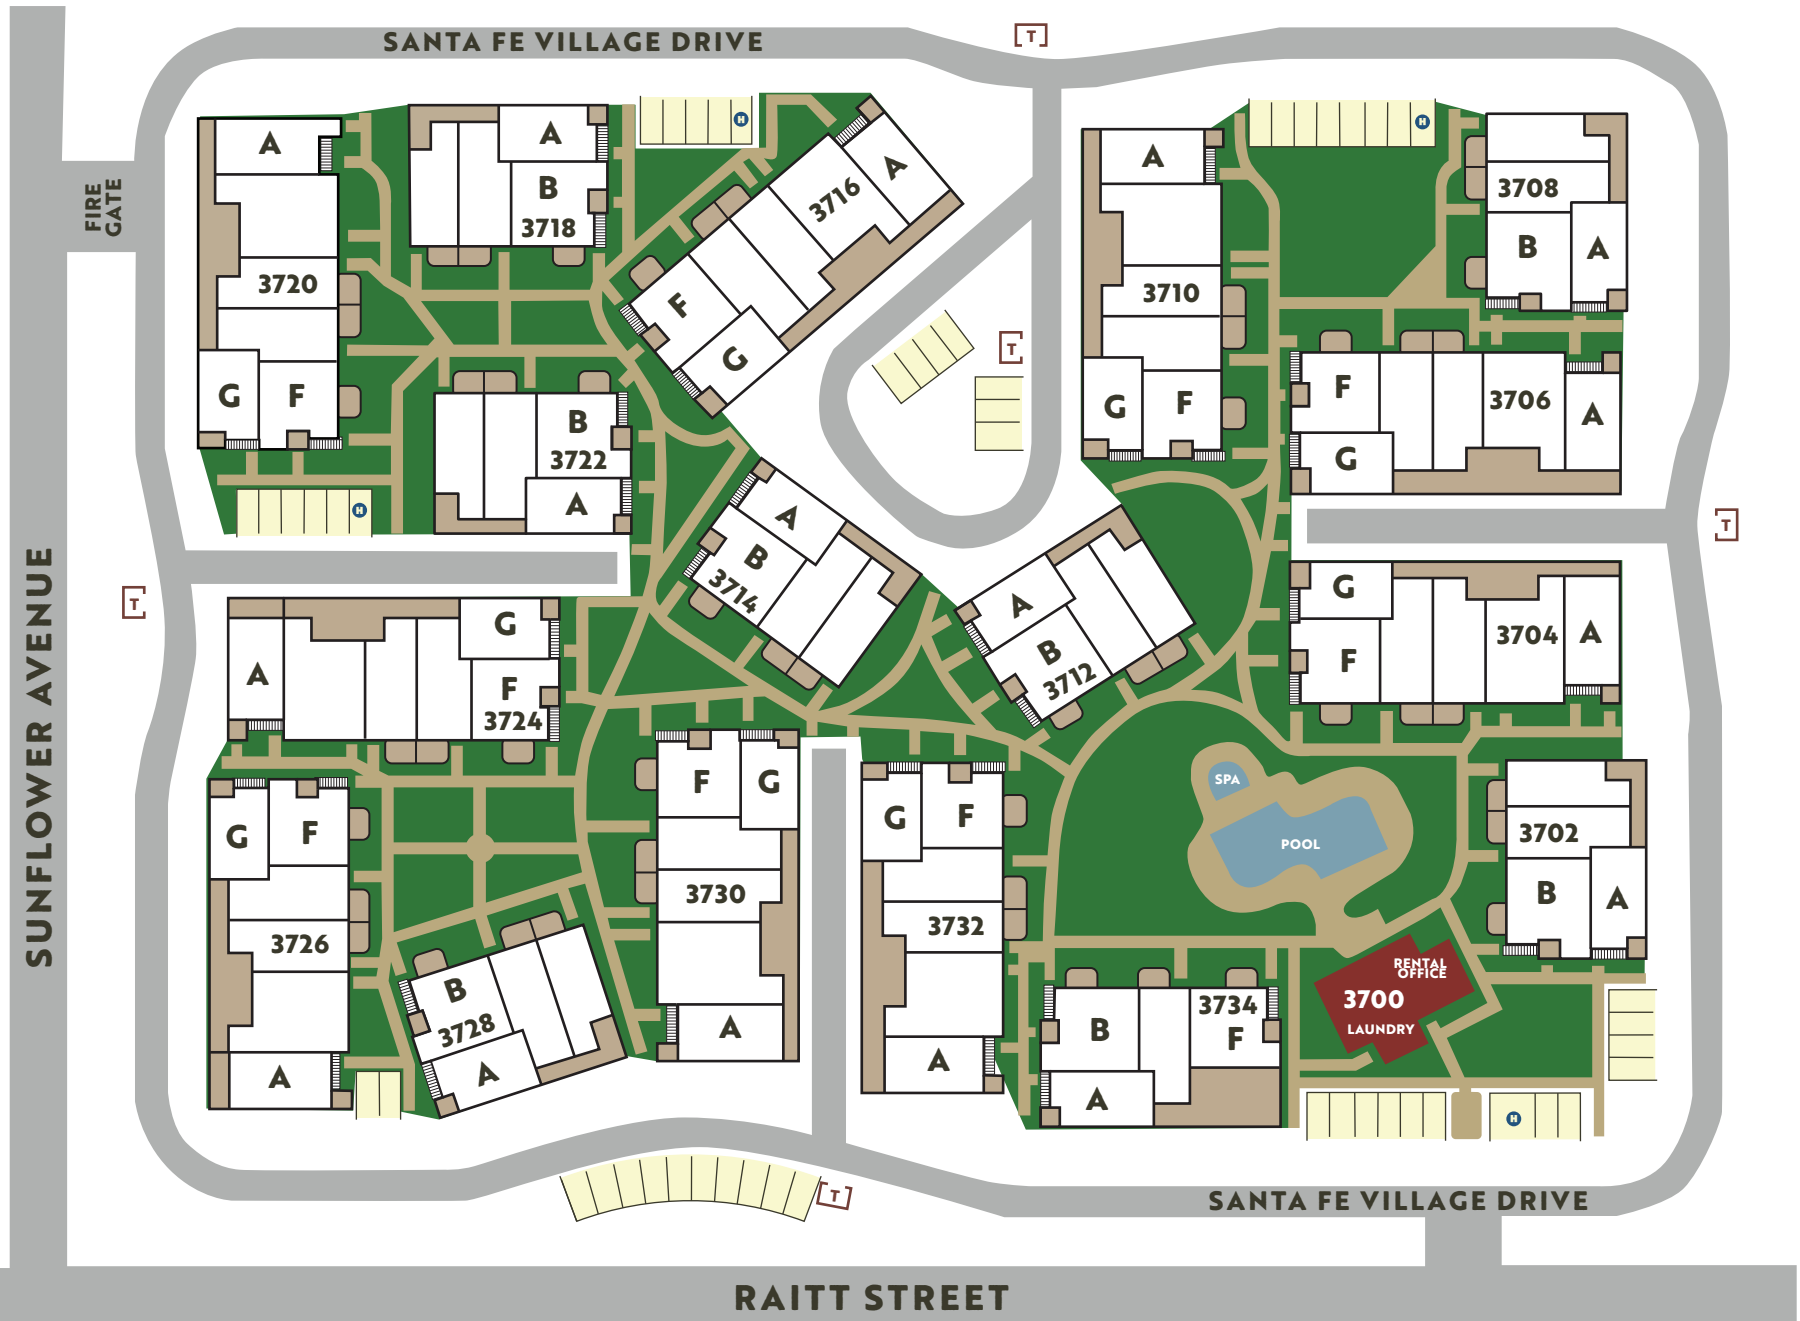 SANTA FE VILLAGE DRIVE
T
FIRE
GATE
A
3720
G
F
H
A
B
3718
H
A
3716
F
G
B
3722
A
T
A
3710
G
F
H
3708
B
A
F
3706
G
A
T
SUNFLOWER AVENUE
T
A
B
3714
A
B
3712
G
3704
A
F
G
A
F
3724
G
F
3726
A
B
3728
A
F
G
3730
A
G
F
3732
A
SPA
POOL
3702
B
A
RENTAL
OFFICE
3700
LAUNDRY
3734
B
F
A
H
T
SANTA FE VILLAGE DRIVE
RAITT STREET